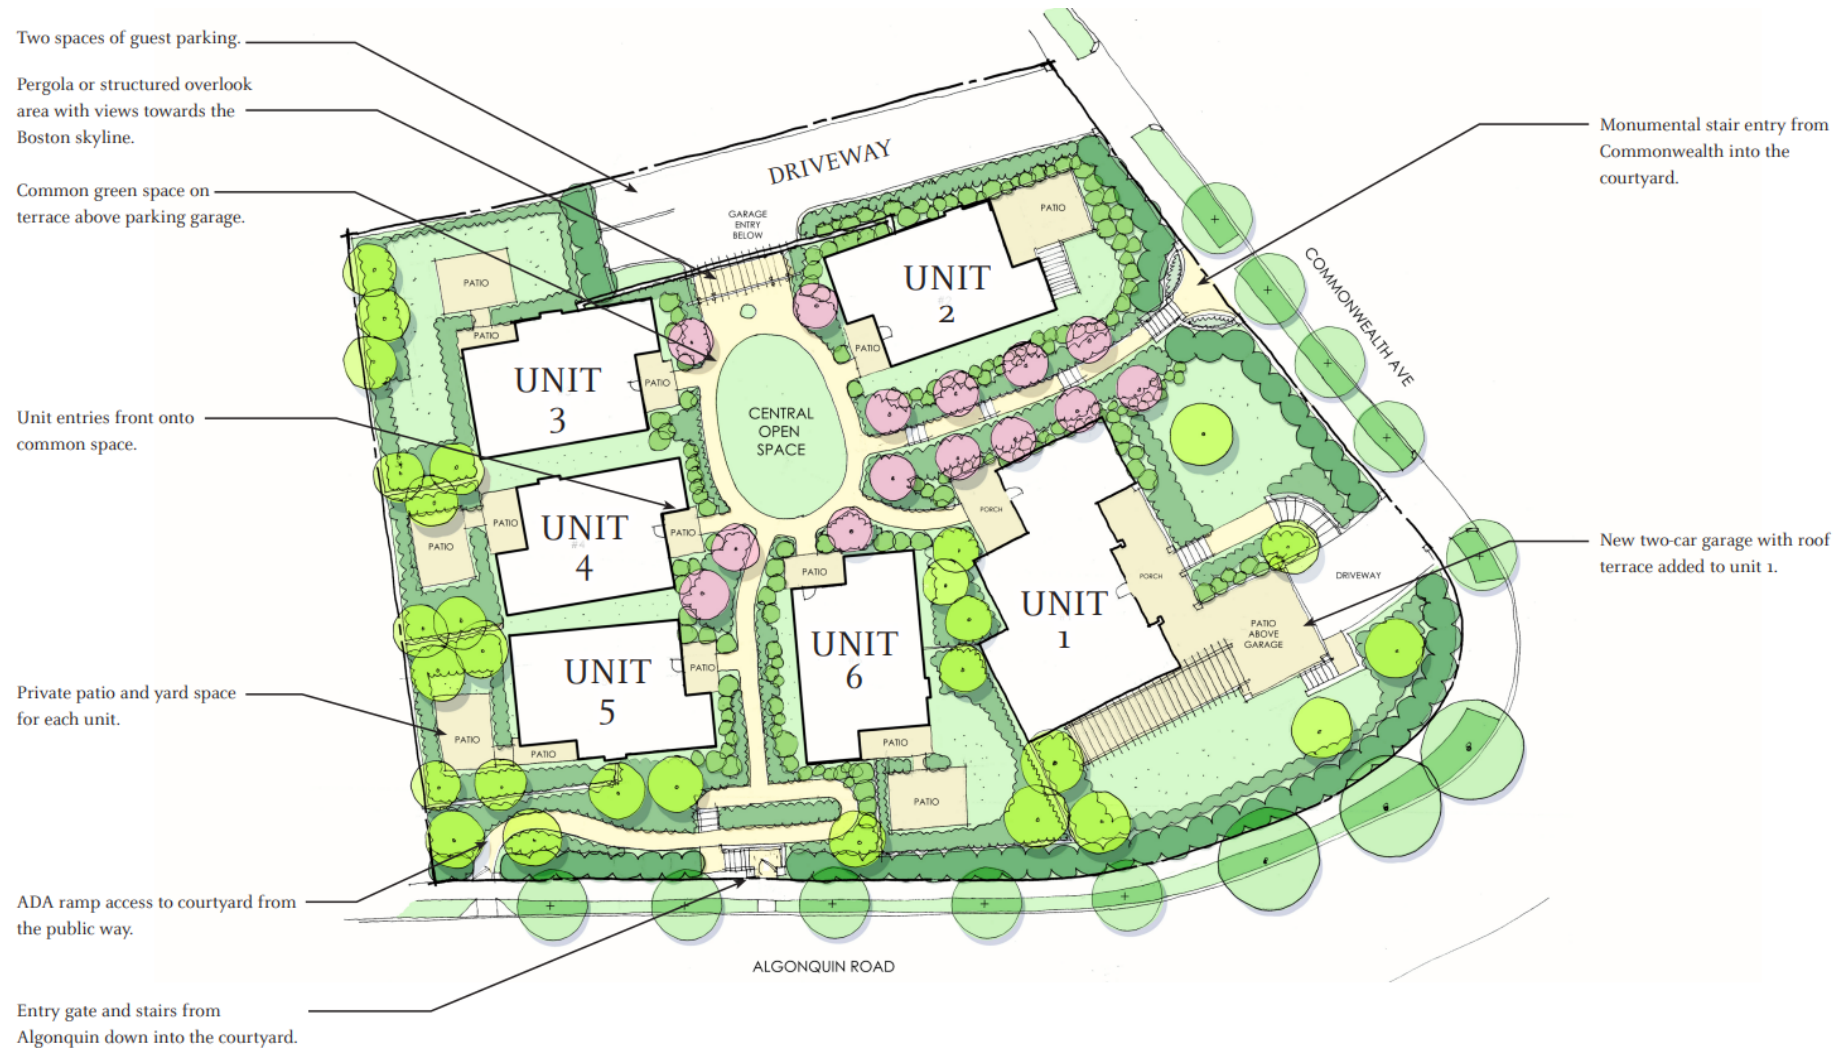 Two spaces of guest parking.
Pergola or structured overlook
area with views towards the
Boston skyline.
Common green space on
terrace above parking garage.
Unit entries front onto
common space.
Private patio and yard space
for each unit.
ADA ramp access to courtyard from
the public way.
Entry gate and stairs from
Algonquin down into the courtyard.
Monumental stair entry from
Commonwealth into the
courtyard.
New two-car garage with roof
terrace added to unit 1.
DRIVEWAY
GARAGE
ENTRY
BELOW
PATIO
UNIT
2
PATIO
COMMONWEALTH AVE
PATIO
PATIO
UNIT
3
PATIO
CENTRAL
OPEN
SPACE
PATIO
PATIO
UNIT
4
#4
PATIO
PORCH
PORCH
UNIT
1
DRIVEWAY
PATIO
ABOVE
GARAGE
PATIO
UNIT
6
PATIO
PATIO
UNIT
5
PATIO
PATIO
PATIO
ALGONQUIN ROAD